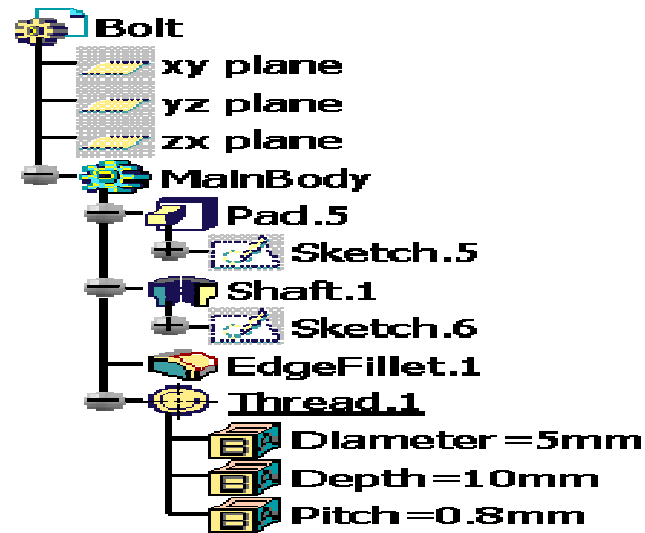 Bolt
xy plane
yz plane
zx plane
MainBody
Pad.5
Sketch.5
Shaft.1
Sketch.6
EdgeFillet.1
Thread.1
Diameter=5mm
Depth=10mm
Pitch=0.8mm